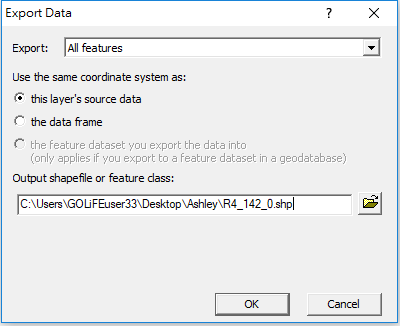 Export Data
Export: All features
Use the same coordinate system as:
this layer's source data
the data frame
the feature dataset you export the data into
(only applies if you export to a feature dataset in a geodatabase)
Output shapefile or feature class:
C:\Users\GOLiFEuser33\Desktop\Ashley\R4_142_0.shp
OK Cancel